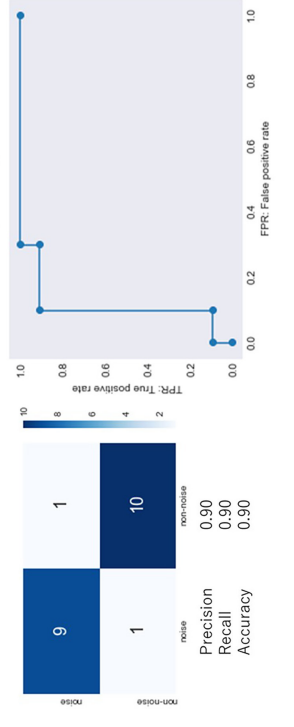 noise
non-noise
9
1
1
10
noise
non-noise
10
8
6
4
2
Precision 0.90
Recall 0.90
Accuracy 0.90
TPR: True positive rate
1.0
0.8
0.6
0.4
0.2
0.0
0.0 0.2 0.4 0.6 0.8 1.0
FPR: False positive rate